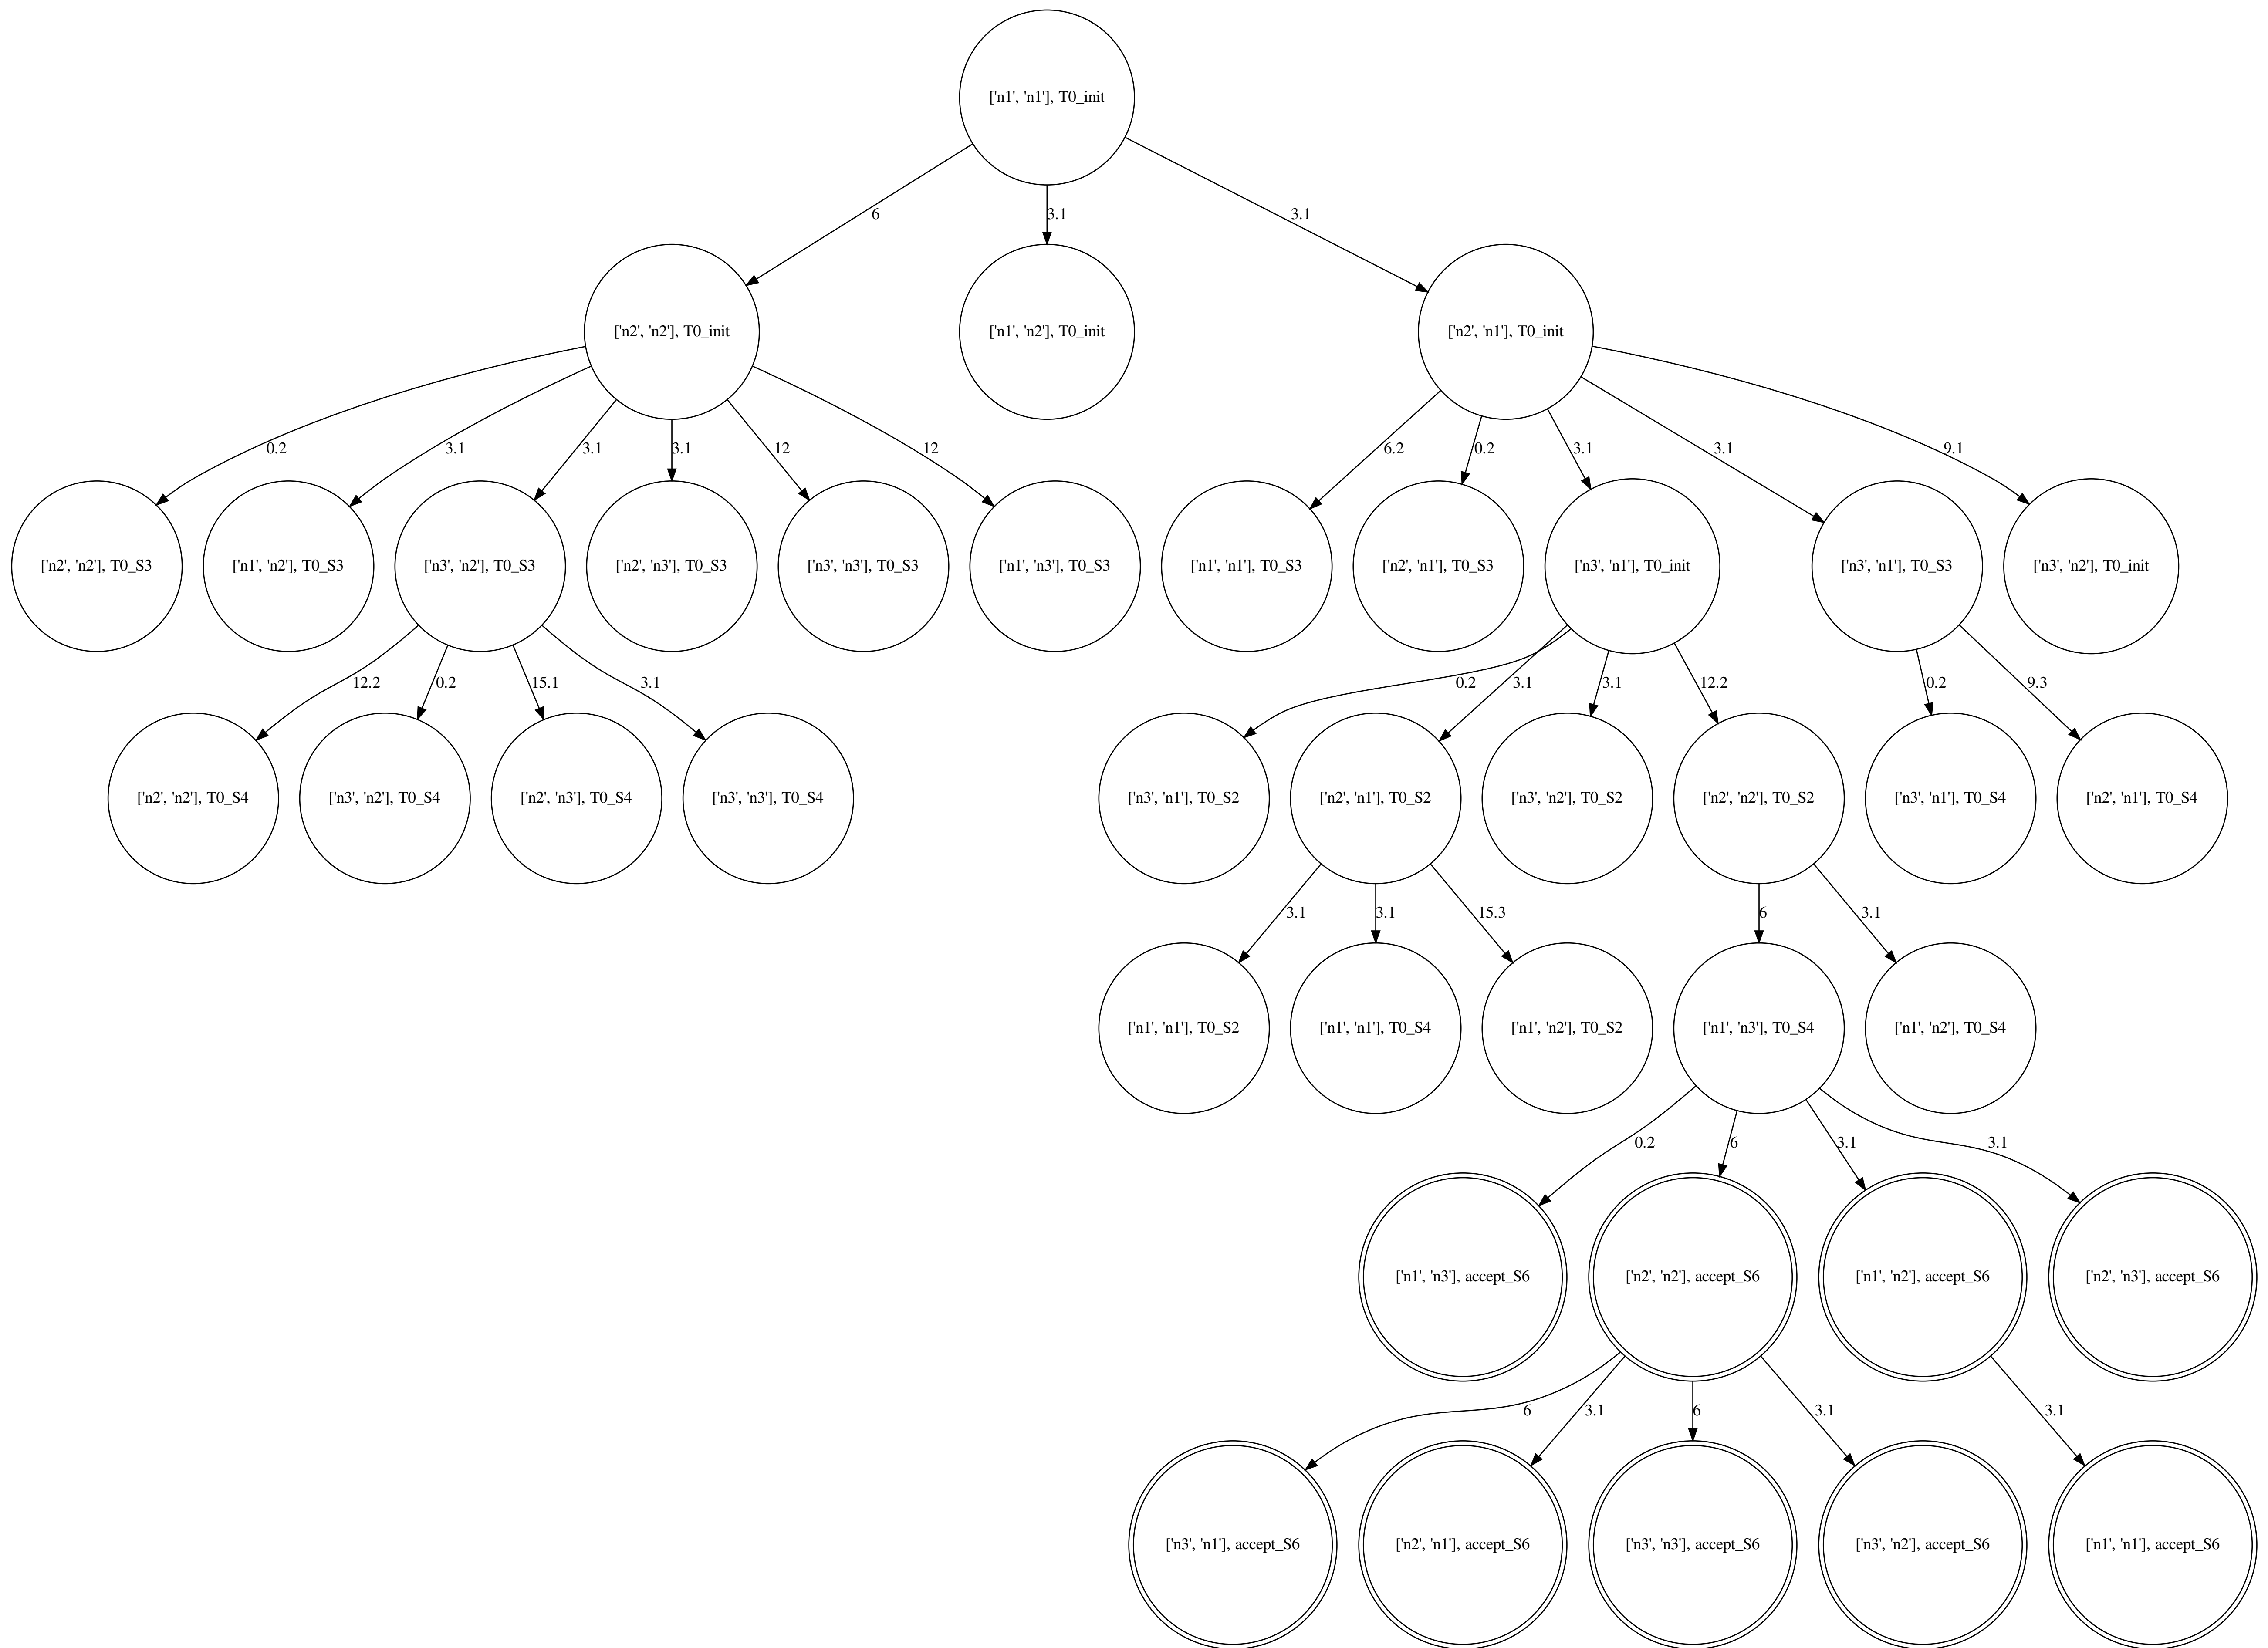 ['n1', 'n1'], T0_init
6
3.1
3.1
['n2', 'n2'], T0_init
['n1', 'n2'], T0_init
['n2', 'n1'], T0_init
0.2
3.1
3.1
3.1
12
12
6.2
0.2
3.1
3.1
9.1
['n2', 'n2'], T0_S3
['n1', 'n2'], T0_S3
['n3', 'n2'], T0_S3
['n2', 'n3'], T0_S3
['n3', 'n3'], T0_S3
['n1', 'n3'], T0_S3
['n1', 'n1'], T0_S3
['n2', 'n1'], T0_S3
['n3', 'n1'], T0_init
['n3', 'n1'], T0_S3
['n3', 'n2'], T0_init
12.2
0.2
15.1
3.1
0.2
3.1
3.1
12.2
0.2
9.3
['n2', 'n2'], T0_S4
['n3', 'n2'], T0_S4
['n2', 'n3'], T0_S4
['n3', 'n3'], T0_S4
['n3', 'n1'], T0_S2
['n2', 'n1'], T0_S2
['n3', 'n2'], T0_S2
['n2', 'n2'], T0_S2
['n3', 'n1'], T0_S4
['n2', 'n1'], T0_S4
3.1
3.1
15.3
6
3.1
['n1', 'n1'], T0_S2
['n1', 'n1'], T0_S4
['n1', 'n2'], T0_S2
['n1', 'n3'], T0_S4
['n1', 'n2'], T0_S4
0.2
6
3.1
3.1
['n1', 'n3'], accept_S6
['n2', 'n2'], accept_S6
['n1', 'n2'], accept_S6
['n2', 'n3'], accept_S6
6
3.1
6
3.1
3.1
['n3', 'n1'], accept_S6
['n2', 'n1'], accept_S6
['n3', 'n3'], accept_S6
['n3', 'n2'], accept_S6
['n1', 'n1'], accept_S6